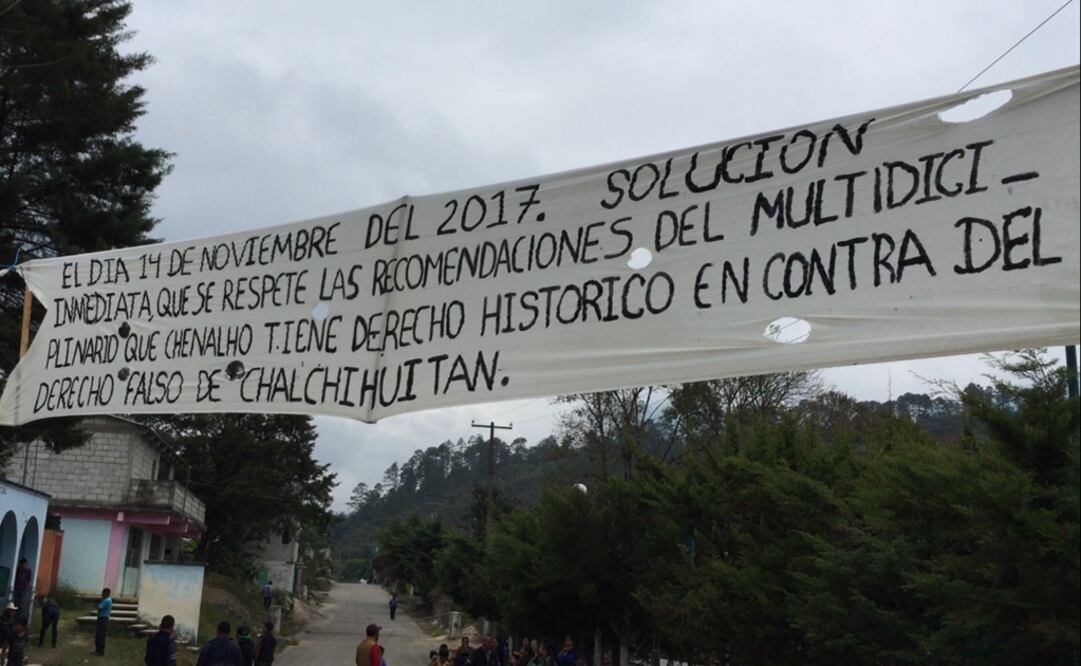 EL DIA 14 DE NOVIEMBRE DEL 2017. SOLUCION
INMEDIATA, QUE SE RESPETE LAS RECOMENDACIONES DEL MULTIDICI-
PLINARIO QUE CHENALHO TIENE DERECHO HISTORICO EN CONTRA DEL
DERECHO FALSO DE CHALCHIHUITAN.